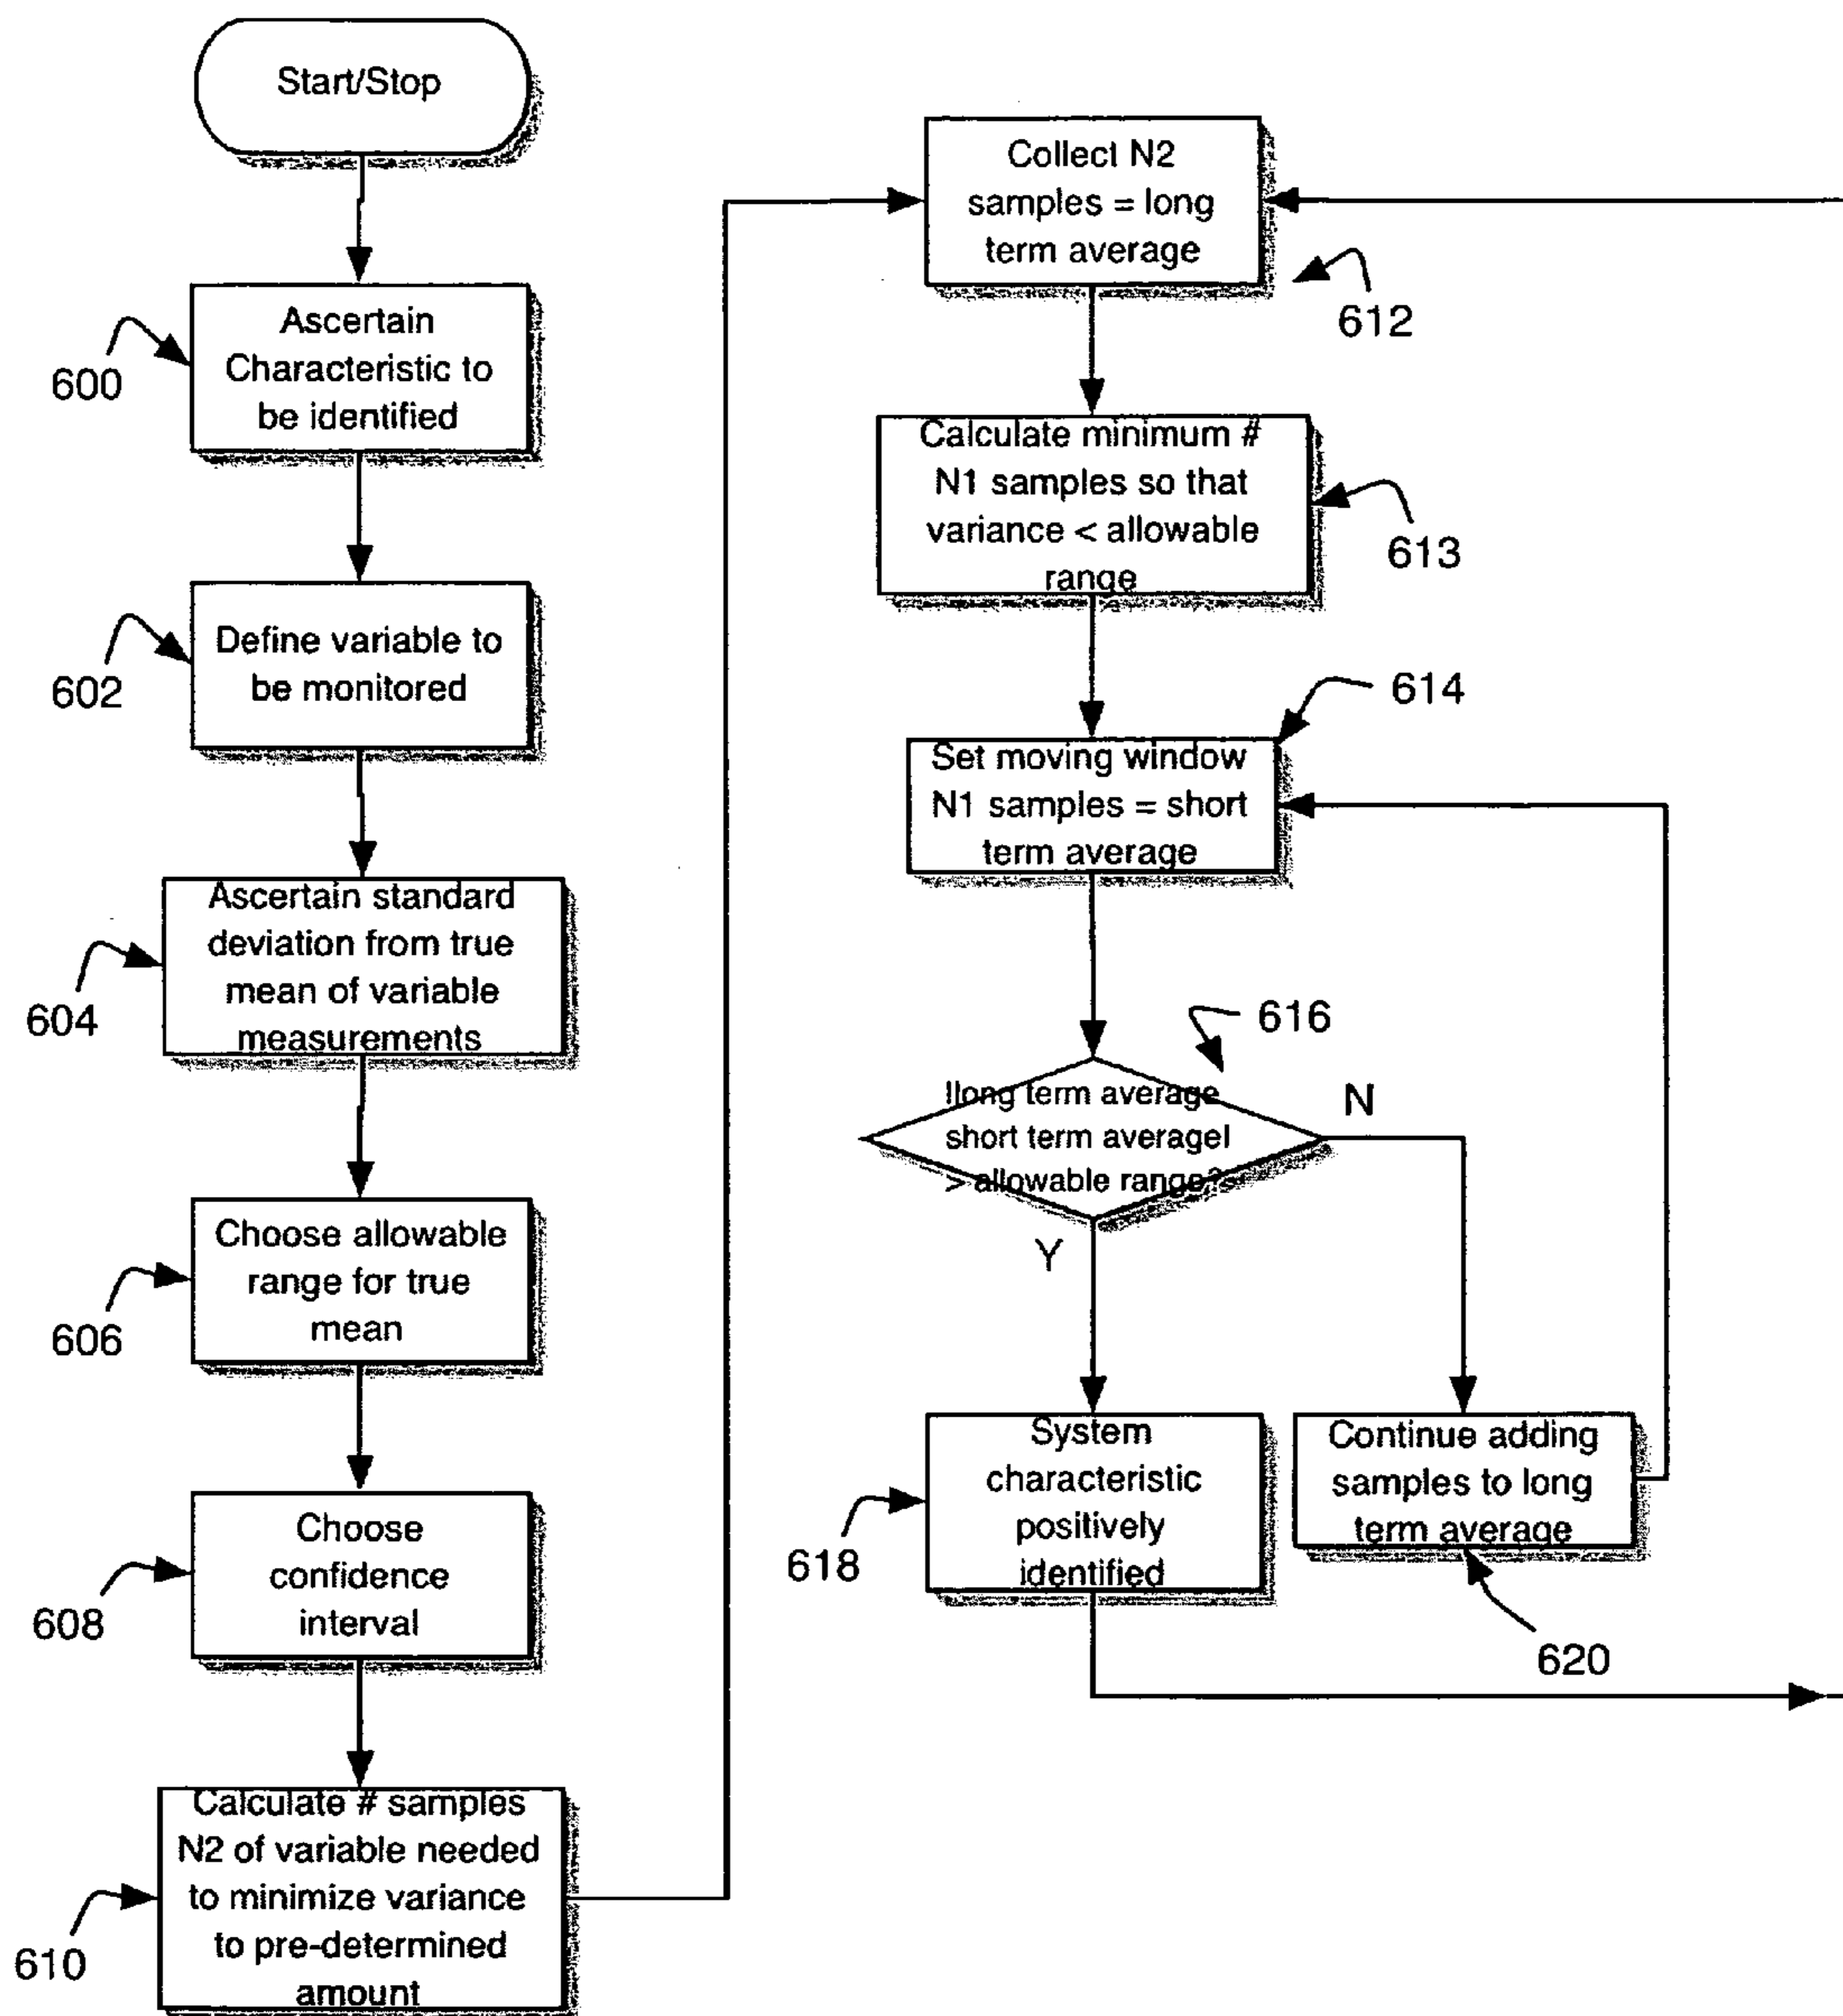 Start/Stop
600
Ascertain
Characteristic to
be identified
602
Define variable to
be monitored
604
Ascertain standard
deviation from true
mean of variable
measurements
606
Choose allowable
range for true
mean
608
Choose
confidence
interval
610
Calculate # samples
N2 of variable needed
to minimize variance
to pre-determined
amount
Collect N2
samples = long
term average
612
Calculate minimum #
N1 samples so that
variance < allowable
range
613
614
Set moving window
N1 samples = short
term average
616
|long term average
short term average|
> allowable range?
N
Y
618
System
characteristic
positively
identified
Continue adding
samples to long
term average
620